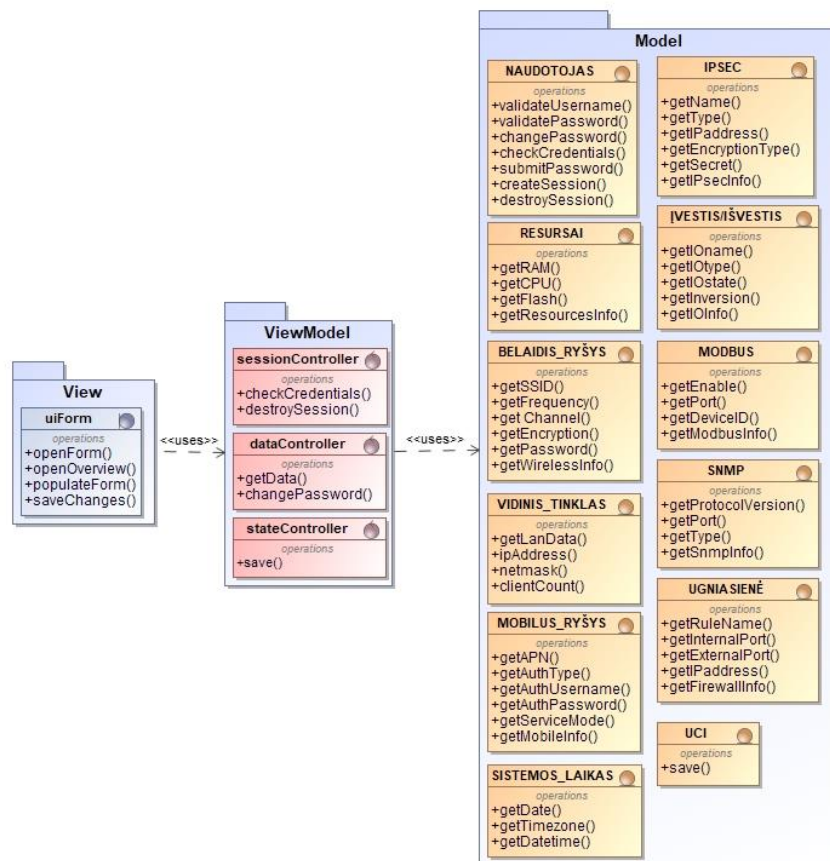 View
uiForm
operations
+openForm()
+openOverview()
+populateForm()
+saveChanges()
<<uses>>
ViewModel
sessionController
operations
+checkCredentials()
+destroySession()
dataController
operations
+getData()
+changePassword()
stateController
operations
+save()
<<uses>>
Model
NAUDOTOJAS
operations
+validateUsername()
+validatePassword()
+changePassword()
+checkCredentials()
+submitPassword()
+createSession()
+destroySession()
RESURSAI
operations
+getRAM()
+getCPU()
+getFlash()
+getResourcesInfo()
BELAIDIS_RYŠYS
operations
+getSSID()
+getFrequency()
+get Channel()
+getEncryption()
+getPassword()
+getWirelessInfo()
VIDINIS_TINKLAS
operations
+getLanData()
+ipAddress()
+netmask()
+clientCount()
MOBILUS_RYŠYS
operations
+getAPN()
+getAuthType()
+getAuthUsername()
+getAuthPassword()
+getServiceMode()
+getMobileInfo()
SISTEMOS_LAIKAS
operations
+getDate()
+getTimezone()
+getDatetime()
IPSEC
operations
+getName()
+getType()
+getIPaddress()
+getEncryptionType()
+getSecret()
+getIPsecInfo()
ĮVESTIS/IŠVESTIS
operations
+getIOname()
+getIOtype()
+getIOstate()
+getInversion()
+getIOInfo()
MODBUS
operations
+getEnable()
+getPort()
+getDeviceID()
+getModbusInfo()
SNMP
operations
+getProtocolVersion()
+getPort()
+getType()
+getSnmpInfo()
UGNIASIENĖ
operations
+getRuleName()
+getInternalPort()
+getExternalPort()
+getIPaddress()
+getFirewallInfo()
UCI
operations
+save()